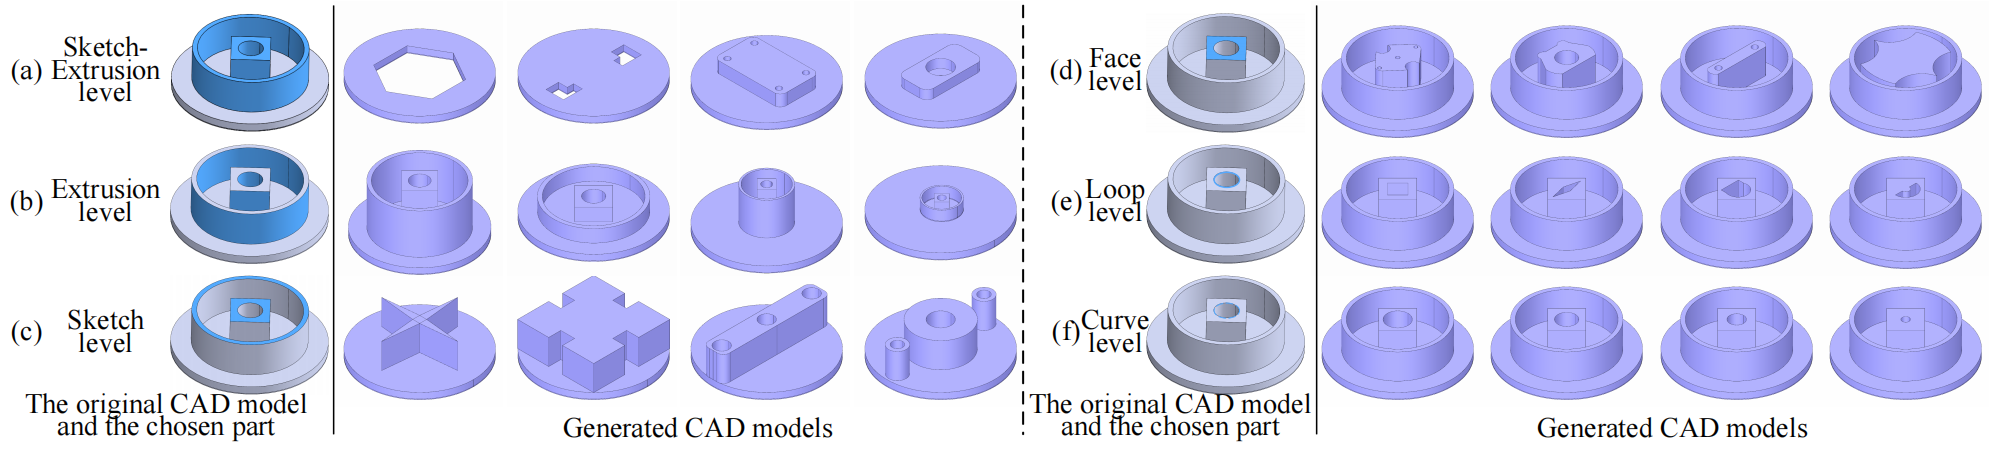 (a) Sketch-
Extrusion
level
(b) Extrusion
level
(c) Sketch
level
The original CAD model
and the chosen part
Generated CAD models
(d) Face
level
(e) Loop
level
(f) Curve
level
The original CAD model
and the chosen part
Generated CAD models